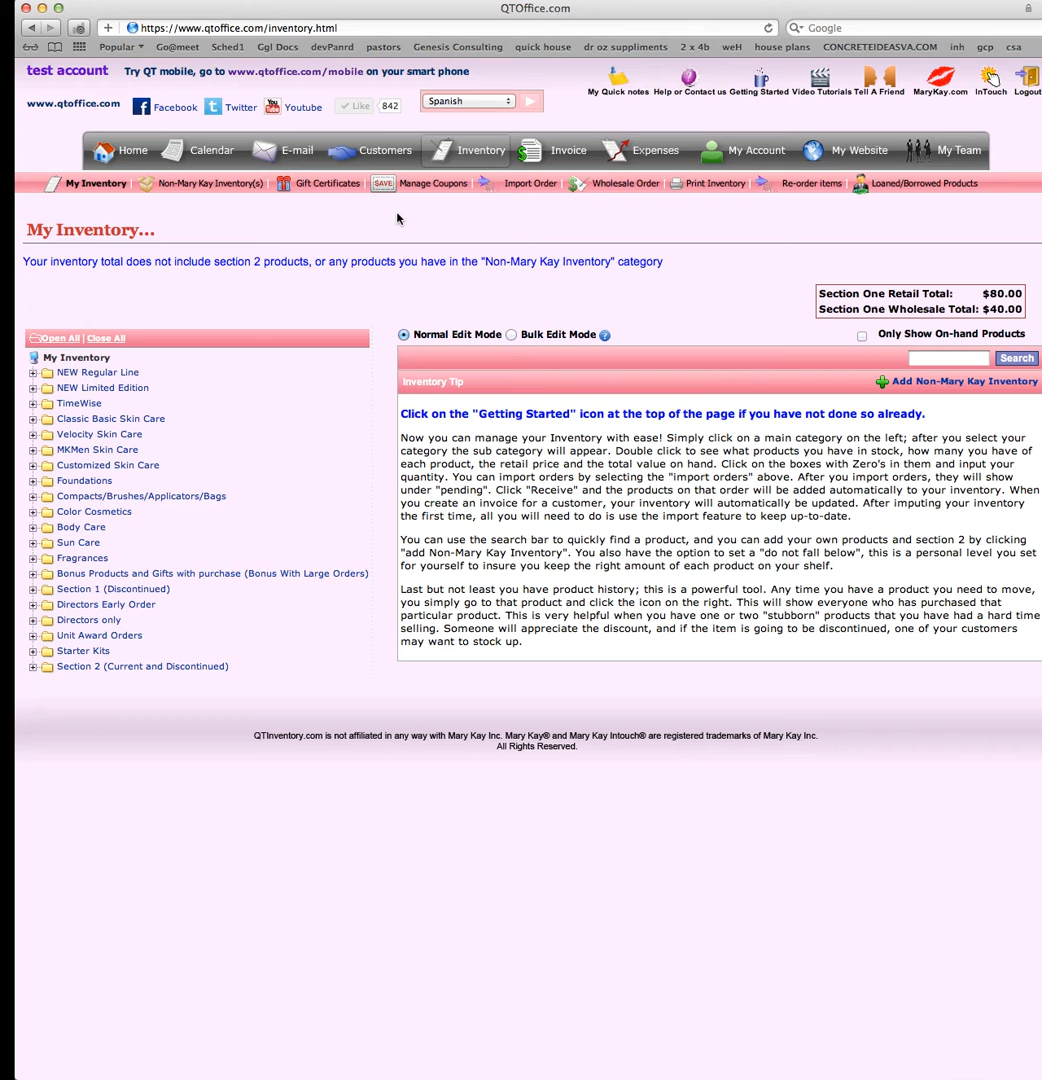 QTOffice.com
https://www.qtoffice.com/inventory.html
Google
Popular Go@meet Sched1 Ggl Docs devPanrd pastors Genesis Consulting quick house dr oz suppliments 2 x 4b weH house plans CONCRETEIDEASVA.COM inh gcp csa
test account
Try QT mobile, go to www.qtoffice.com/mobile on your smart phone
My Quick notes Help or Contact us Getting Started Video Tutorials Tell A Friend MaryKay.com InTouch Logout
www.qtoffice.com
Facebook Twitter Youtube Like 842 Spanish
Home Calendar E-mail Customers Inventory Invoice Expenses My Account My Website My Team
My Inventory Non-Mary Kay Inventory(s) Gift Certificates SAVE Manage Coupons Import Order Wholesale Order Print Inventory Re-order items Loaned/Borrowed Products
My Inventory...
Your inventory total does not include section 2 products, or any products you have in the "Non-Mary Kay Inventory" category
Section One Retail Total: $80.00
Section One Wholesale Total: $40.00
Open All | Close All
My Inventory
NEW Regular Line
NEW Limited Edition
TimeWise
Classic Basic Skin Care
Velocity Skin Care
MKMen Skin Care
Customized Skin Care
Foundations
Compacts/Brushes/Applicators/Bags
Color Cosmetics
Body Care
Sun Care
Fragrances
Bonus Products and Gifts with purchase (Bonus With Large Orders)
Section 1 (Discontinued)
Directors Early Order
Directors only
Unit Award Orders
Starter Kits
Section 2 (Current and Discontinued)
Normal Edit Mode Bulk Edit Mode ?
Only Show On-hand Products
Search
Inventory Tip
Add Non-Mary Kay Inventory
Click on the "Getting Started" icon at the top of the page if you have not done so already.
Now you can manage your Inventory with ease! Simply click on a main category on the left; after you select your
category the sub category will appear. Double click to see what products you have in stock, how many you have of
each product, the retail price and the total value on hand. Click on the boxes with Zero's in them and input your
quantity. You can import orders by selecting the "import orders" above. After you import orders, they will show
under "pending". Click "Receive" and the products on that order will be added automatically to your inventory. When
you create an invoice for a customer, your inventory will automatically be updated. After imputing your inventory
the first time, all you will need to do is use the import feature to keep up-to-date.
You can use the search bar to quickly find a product, and you can add your own products and section 2 by clicking
"add Non-Mary Kay Inventory". You also have the option to set a "do not fall below", this is a personal level you set
for yourself to insure you keep the right amount of each product on your shelf.
Last but not least you have product history; this is a powerful tool. Any time you have a product you need to move,
you simply go to that product and click the icon on the right. This will show everyone who has purchased that
particular product. This is very helpful when you have one or two "stubborn" products that you have had a hard time
selling. Someone will appreciate the discount, and if the item is going to be discontinued, one of your customers
may want to stock up.
QTInventory.com is not affiliated in any way with Mary Kay Inc. Mary Kay® and Mary Kay Intouch® are registered trademarks of Mary Kay Inc.
All Rights Reserved.